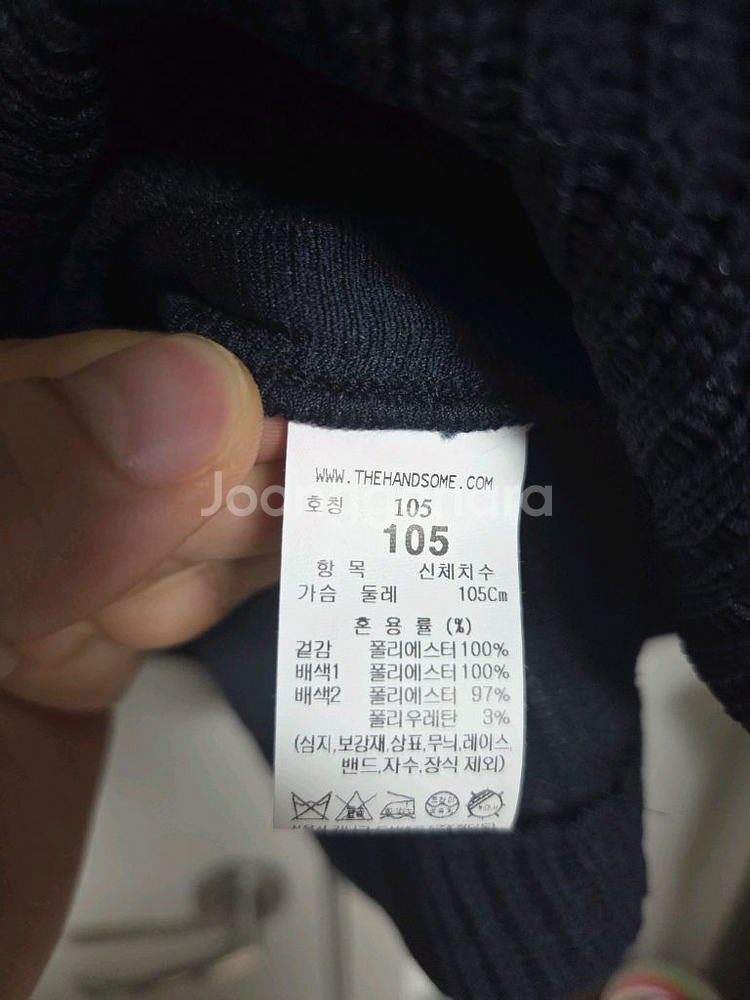 WWW.THEHANDSOME.COM
Joonggonara
호칭 105
105
항목 신체치수
가슴 둘레 105Cm
혼용률 (%)
겉감 폴리에스터 100%
배색1 폴리에스터 100%
배색2 폴리에스터 97%
폴리우레탄 3%
(심지,보강재,상표,무늬,레이스,
밴드,자수,장식 제외)